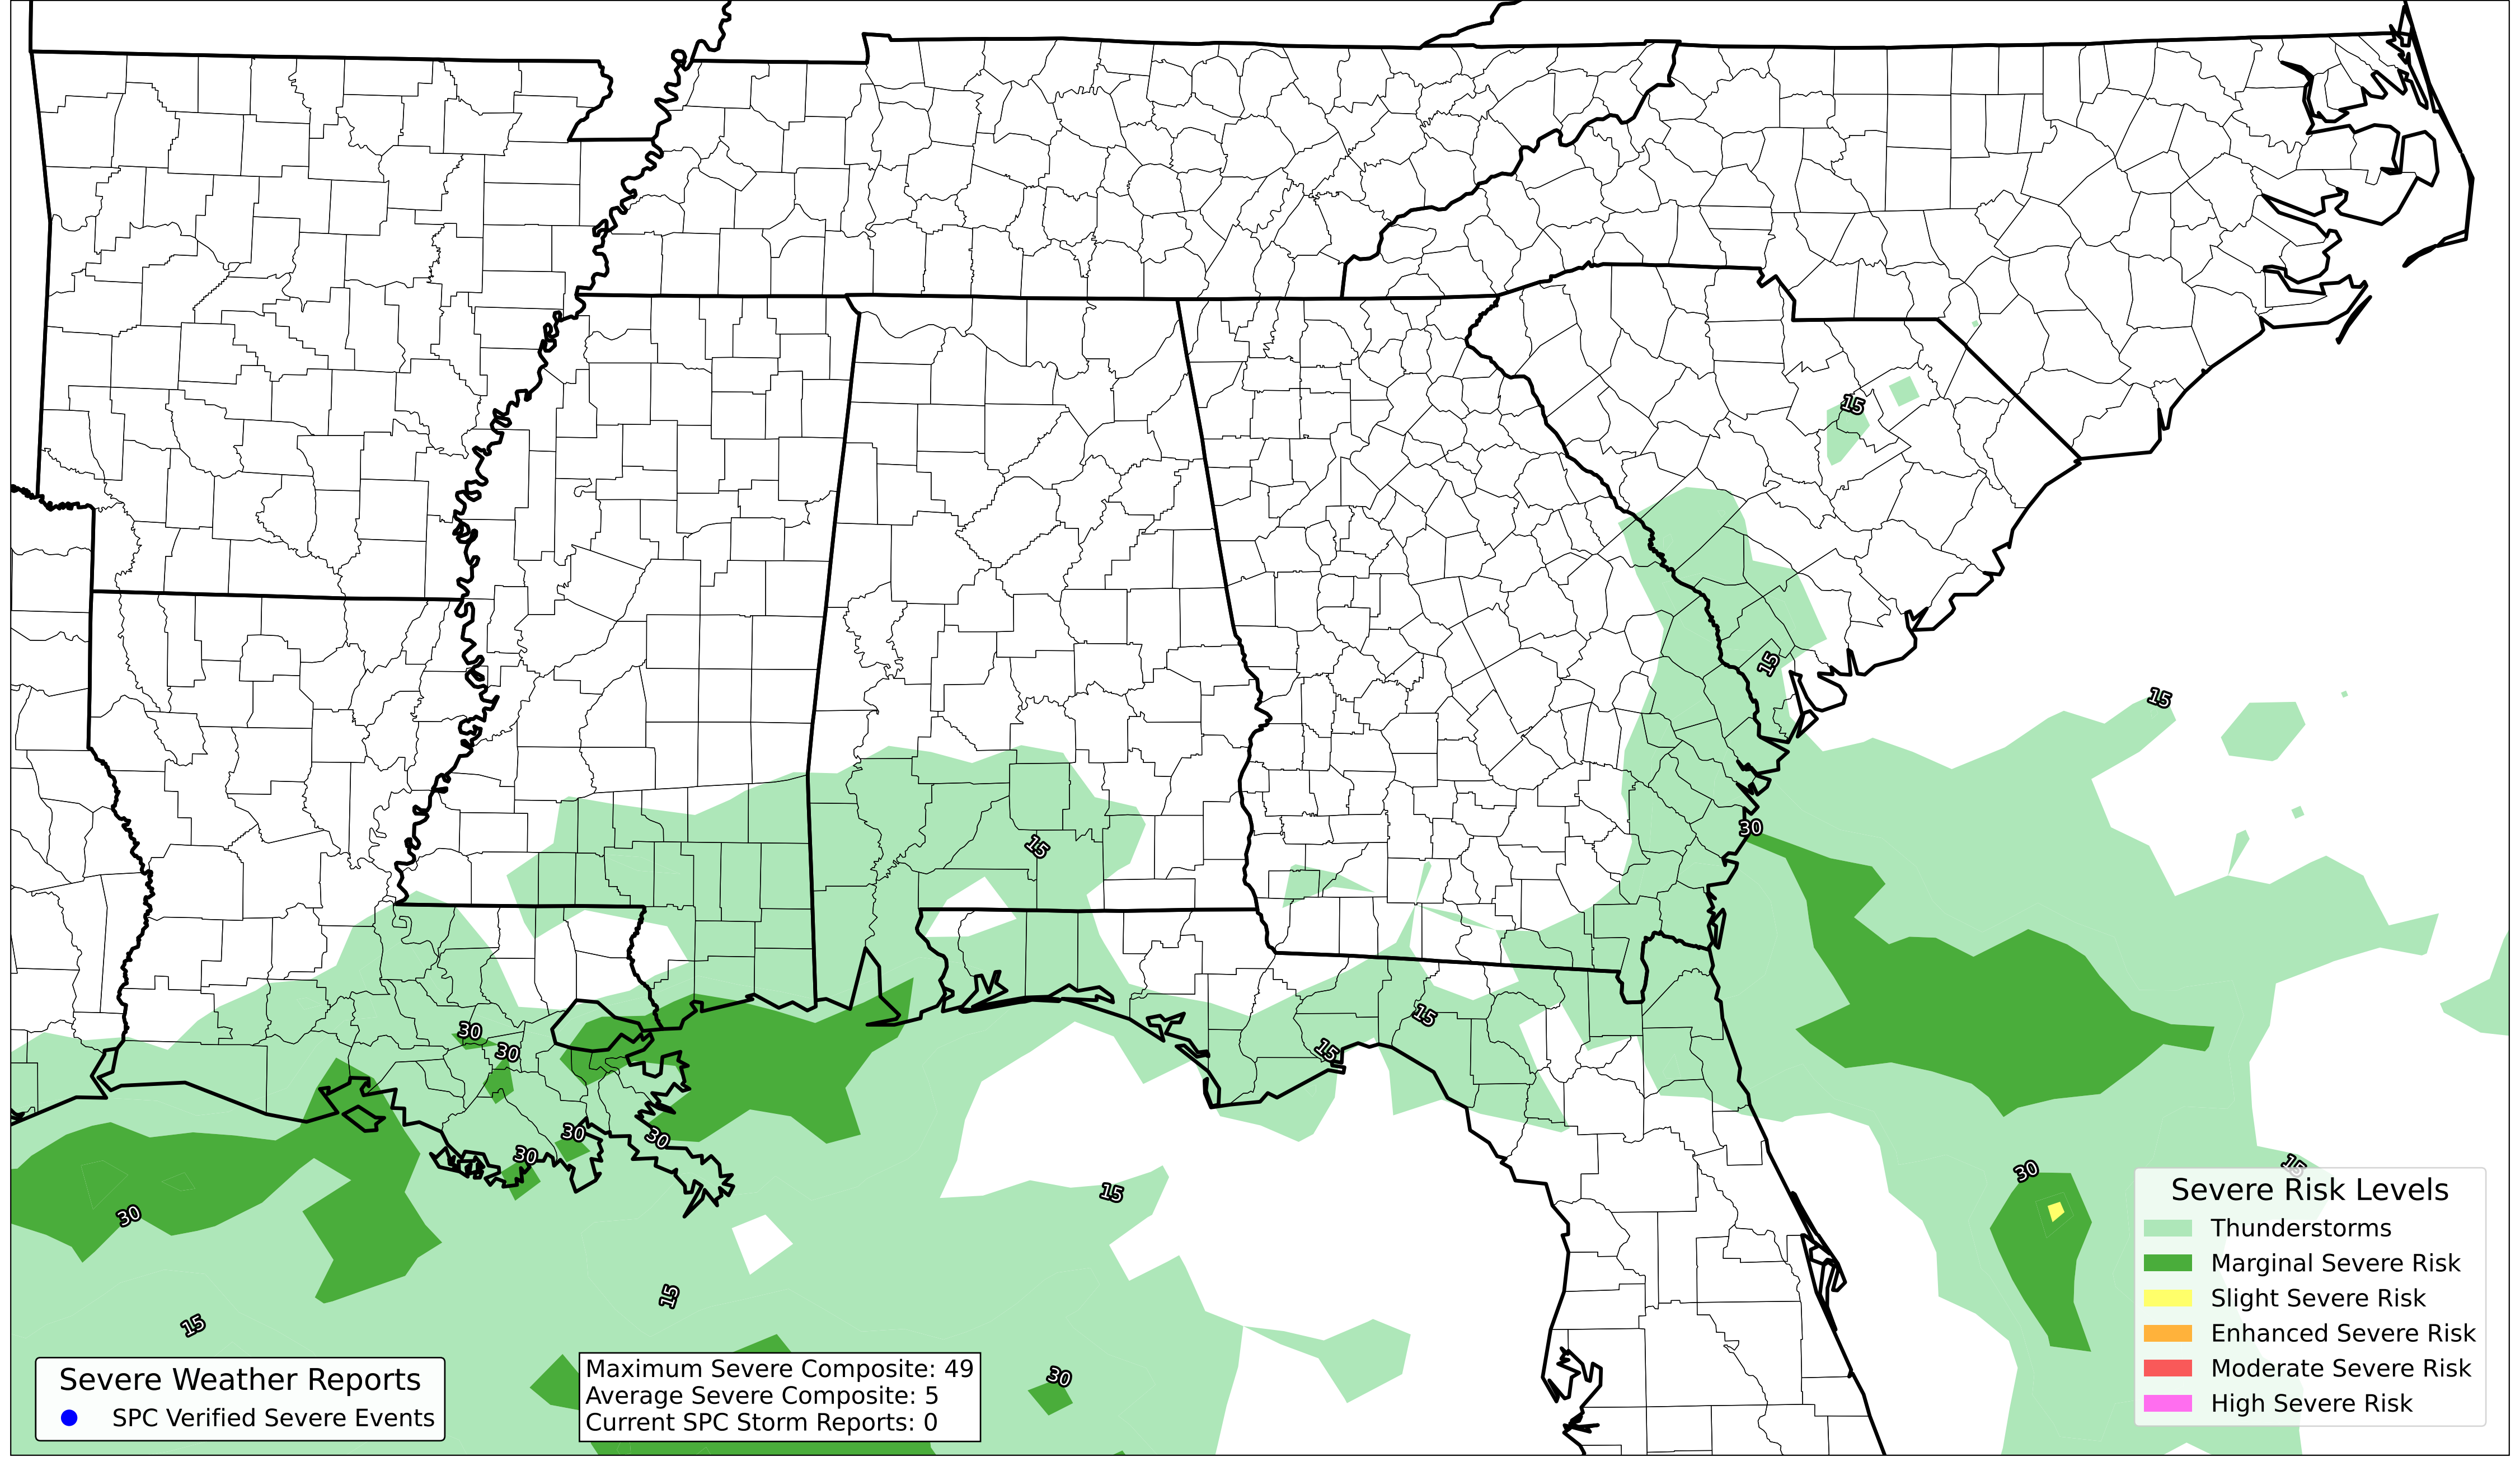 15
15
15
30
15
15
30
30
15
30
30
30
15
30
15
30
15
15
30
15
Severe Risk Levels
Thunderstorms
Marginal Severe Risk
Slight Severe Risk
Enhanced Severe Risk
Moderate Severe Risk
High Severe Risk
Severe Weather Reports
SPC Verified Severe Events
Maximum Severe Composite: 49
Average Severe Composite: 5
Current SPC Storm Reports: 0